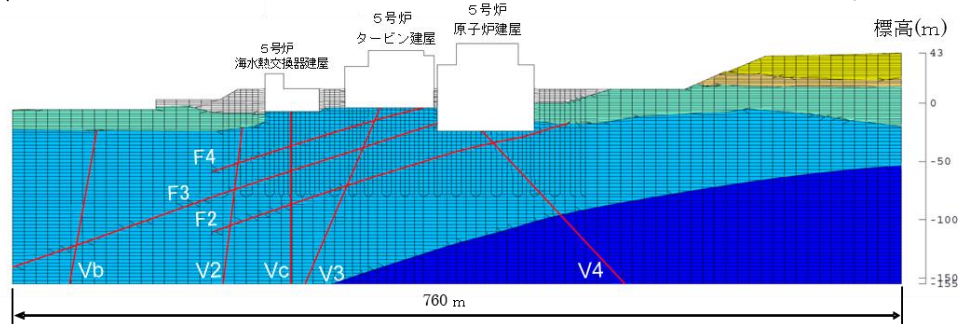 5号炉
原子炉建屋
5号炉
タービン建屋
5号炉
海水熱交換器建屋
標高(m)
43
0
-50
-100
-150
-155
F4
F3
F2
Vb
V2
Vc
V3
V4
760 m